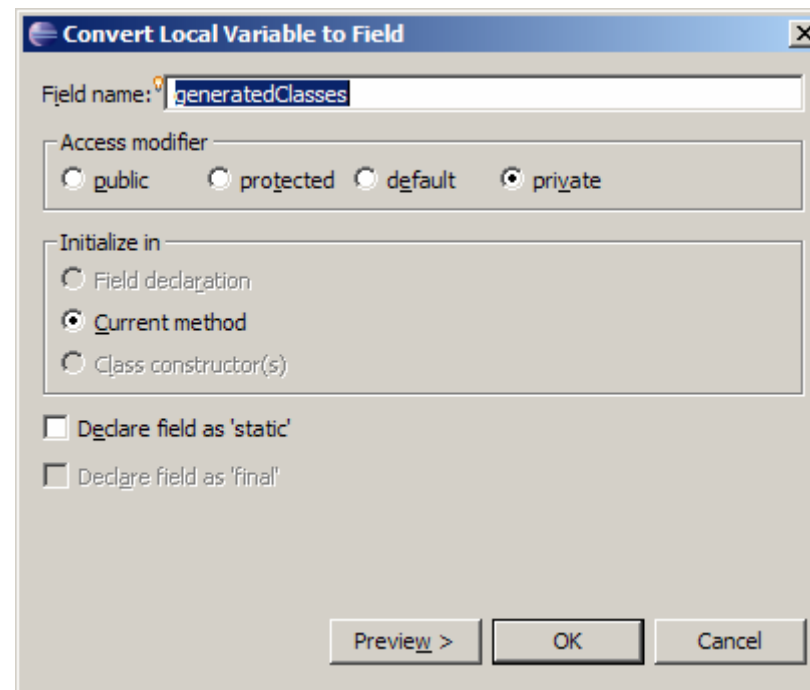 Convert Local Variable to Field
Field name: generatedClasses
Access modifier
public protected default private
Initialize in
Field declaration
Current method
Class constructor(s)
Declare field as 'static'
Declare field as 'final'
Preview > OK Cancel